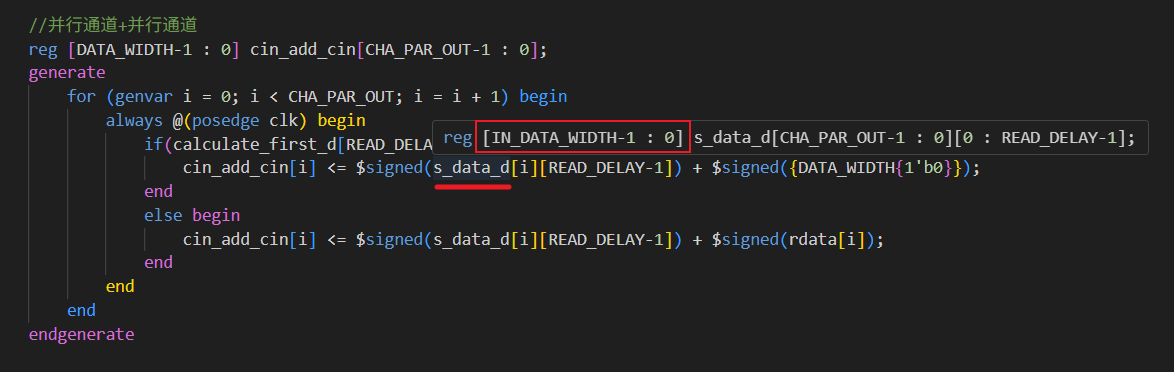 //并行通道+并行通道
reg [DATA_WIDTH-1 : 0] cin_add_cin[CHA_PAR_OUT-1 : 0];
generate
for (genvar i = 0; i < CHA_PAR_OUT; i = i + 1) begin
always @(posedge clk) begin
reg [IN_DATA_WIDTH-1 : 0] s_data_d[CHA_PAR_OUT-1 : 0][0 : READ_DELAY-1];
if(calculate_first_d[READ_DELA
cin_add_cin[i] <= $signed(s_data_d[i][READ_DELAY-1]) + $signed({DATA_WIDTH{1'b0}});
end
else begin
cin_add_cin[i] <= $signed(s_data_d[i][READ_DELAY-1]) + $signed(rdata[i]);
end
end
end
endgenerate